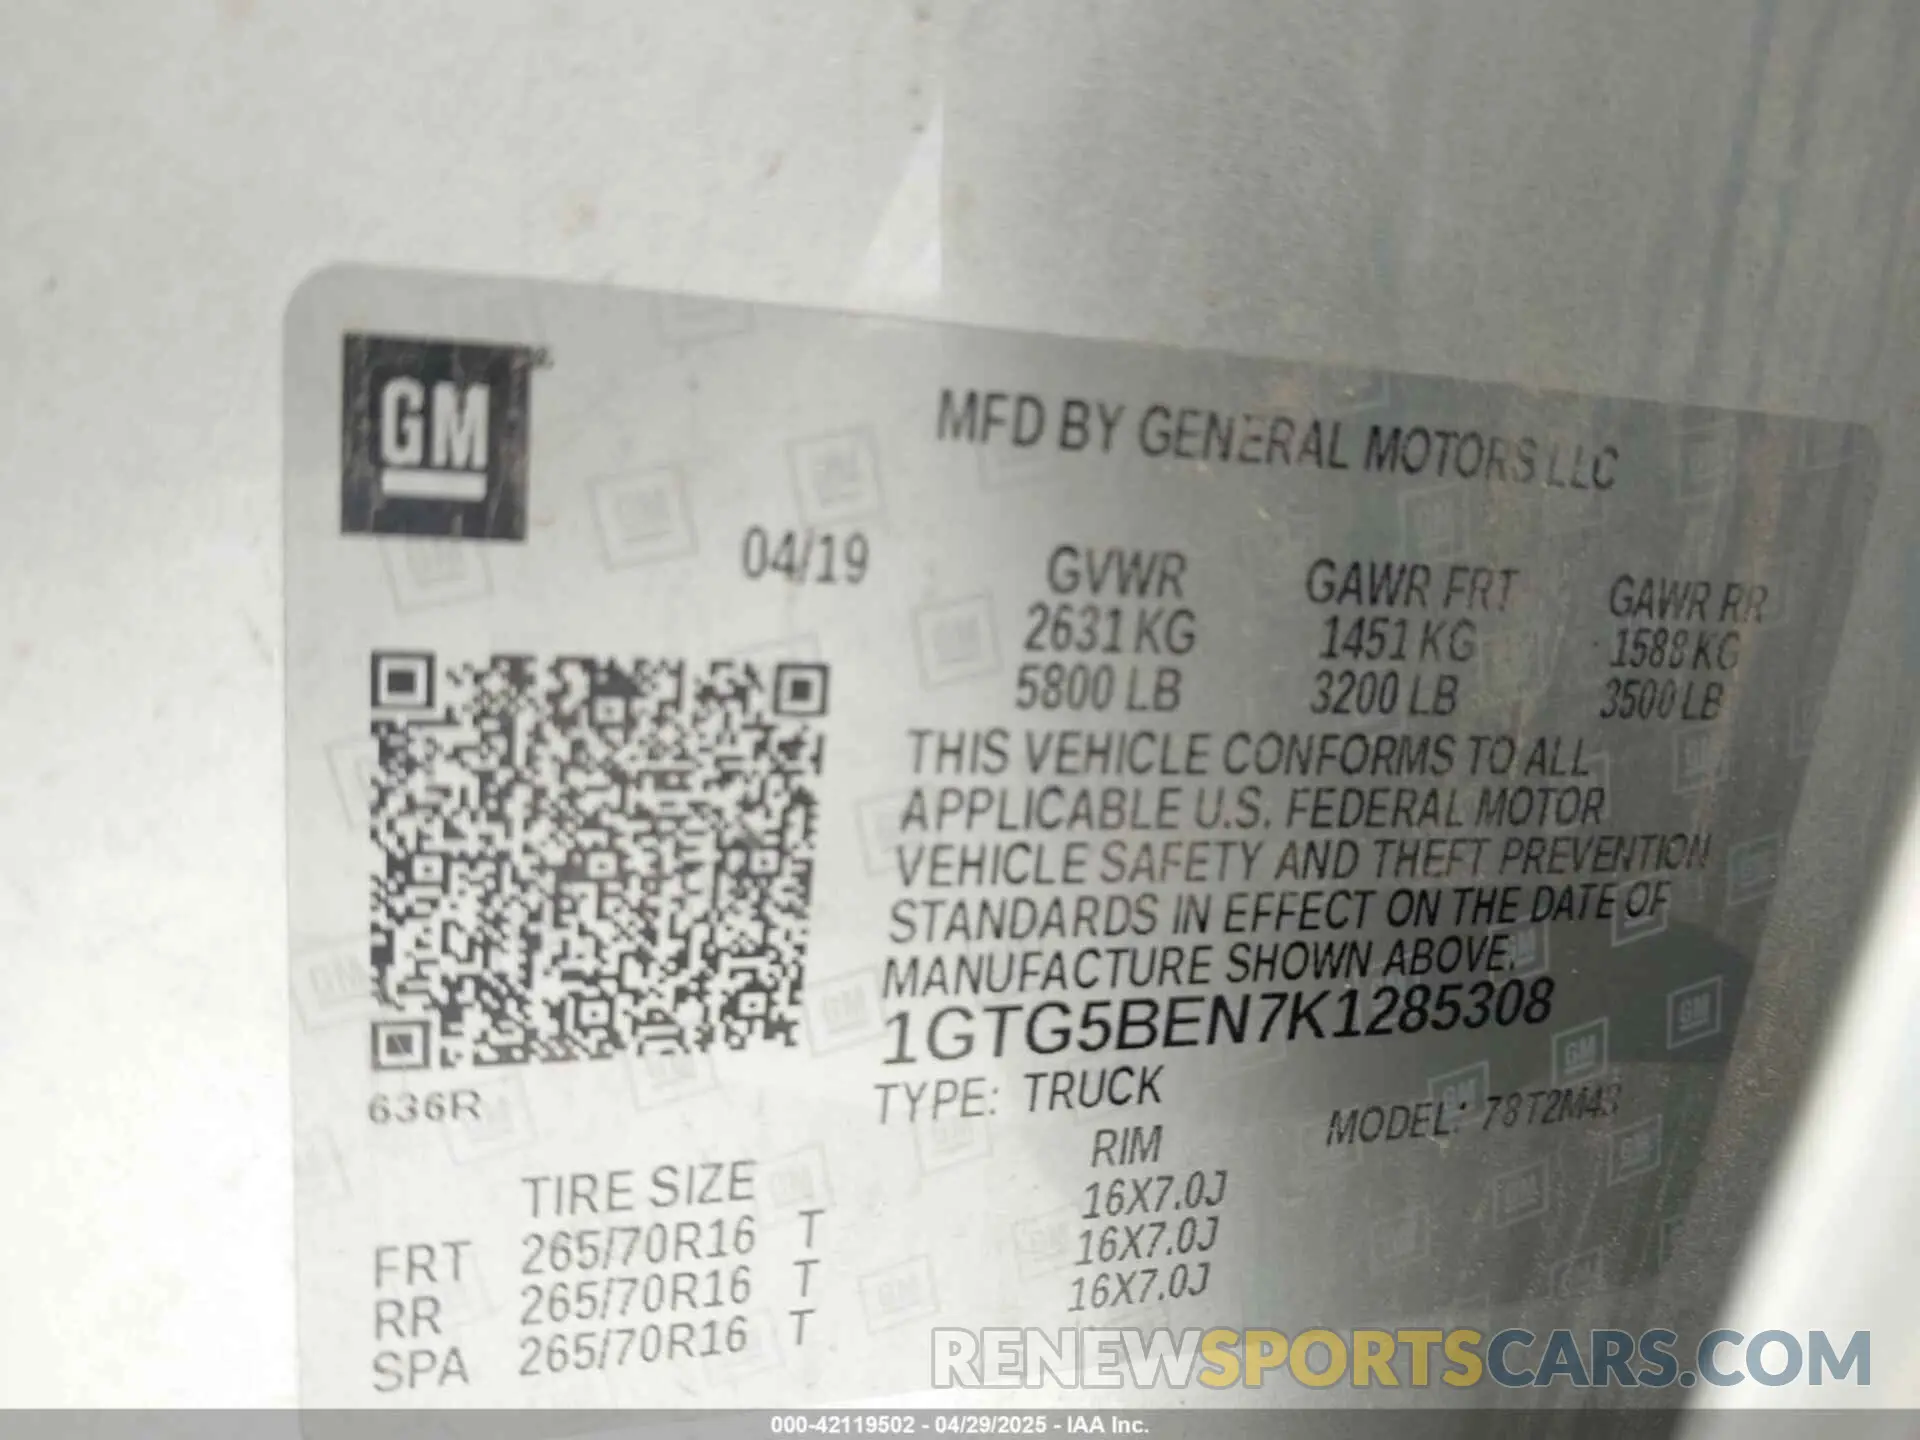 GM
MFD BY GENERAL MOTORS LLC
04/19
GVWR GAWR FRT GAWR RR
2631 KG 1451 KG 1588 KG
5800 LB 3200 LB 3500 LB
THIS VEHICLE CONFORMS TO ALL
APPLICABLE U.S. FEDERAL MOTOR
VEHICLE SAFETY AND THEFT PREVENTION
STANDARDS IN EFFECT ON THE DATE OF
MANUFACTURE SHOWN ABOVE.
1GTG5BEN7K1285308
636R
TYPE: TRUCK MODEL: 78T2M43
TIRE SIZE RIM
FRT 265/70R16 T 16X7.0J
RR 265/70R16 T 16X7.0J
SPA 265/70R16 T 16X7.0J
RENEWSPORTSCARS.COM
000-42119502 - 04/29/2025 - IAA Inc.